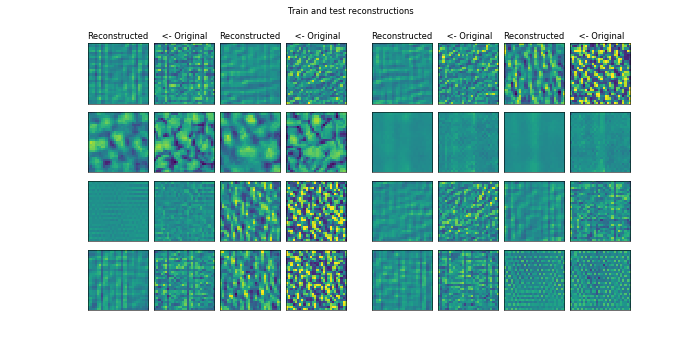 Train and test reconstructions
Reconstructed <- Original Reconstructed <- Original Reconstructed <- Original Reconstructed <- Original